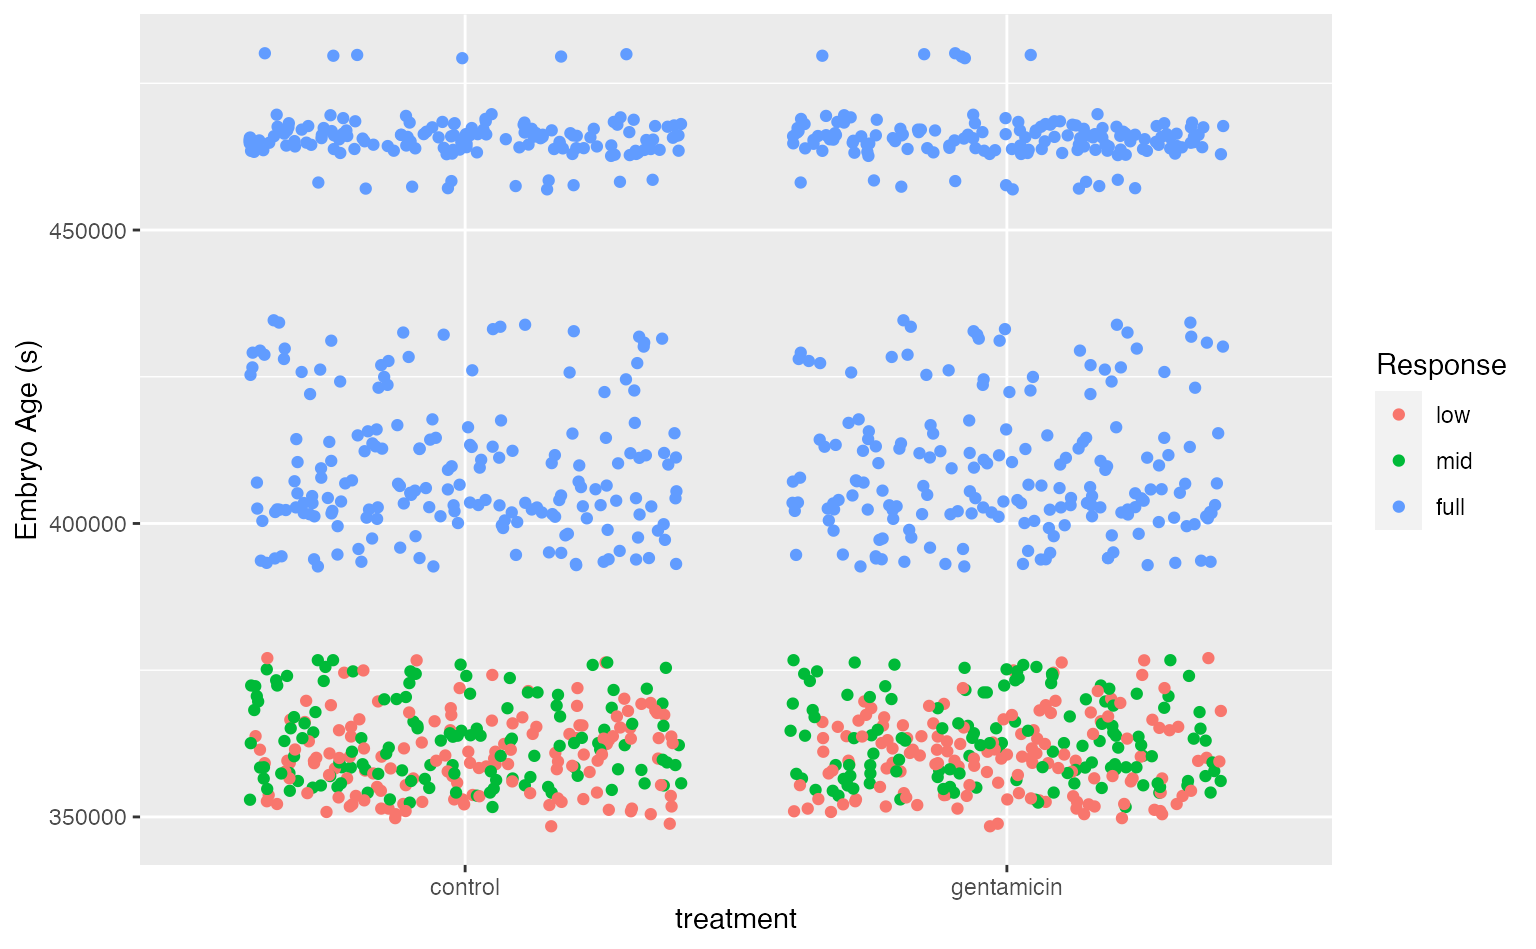 450000
400000
350000
Embryo Age (s)
control
gentamicin
treatment
Response
low
mid
full